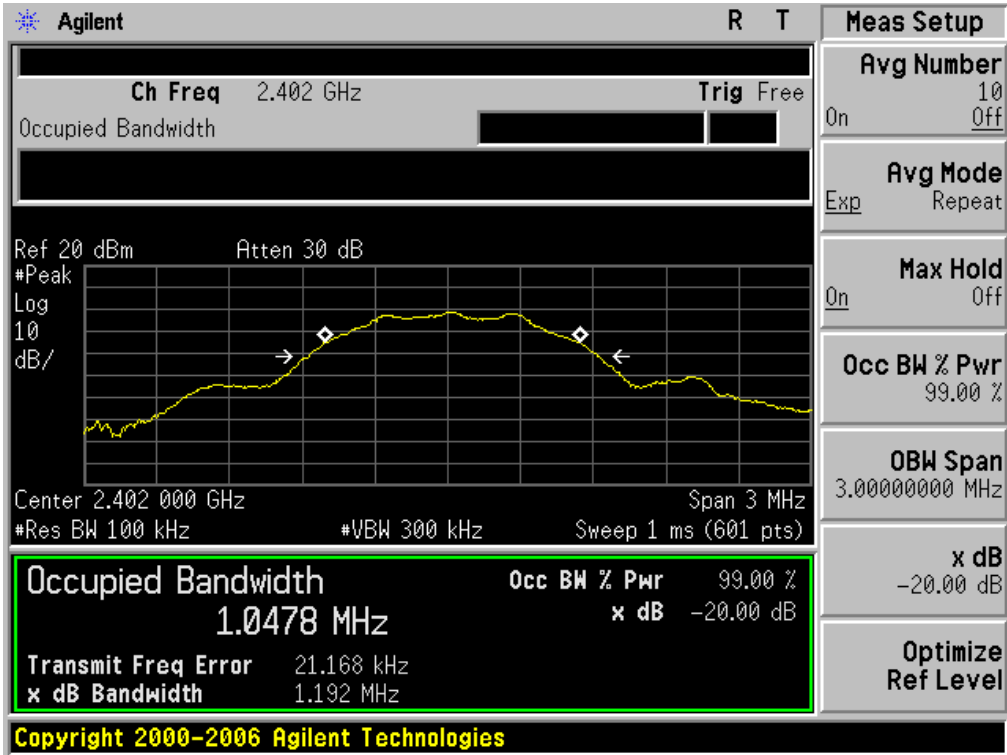 Agilent R T
Ch Freq 2.402 GHz Trig Free
Occupied Bandwidth
Ref 20 dBm Atten 30 dB
#Peak
Log
10
dB/
Center 2.402 000 GHz Span 3 MHz
#Res BW 100 kHz #VBW 300 kHz Sweep 1 ms (601 pts)
Occupied Bandwidth Occ BW % Pwr 99.00 %
1.0478 MHz x dB -20.00 dB
Transmit Freq Error 21.168 kHz
x dB Bandwidth 1.192 MHz
Copyright 2000-2006 Agilent Technologies
Meas Setup
Avg Number
10
On Off
Avg Mode
Exp Repeat
Max Hold
On Off
Occ BW % Pwr
99.00 %
OBW Span
3.00000000 MHz
x dB
-20.00 dB
Optimize
Ref Level